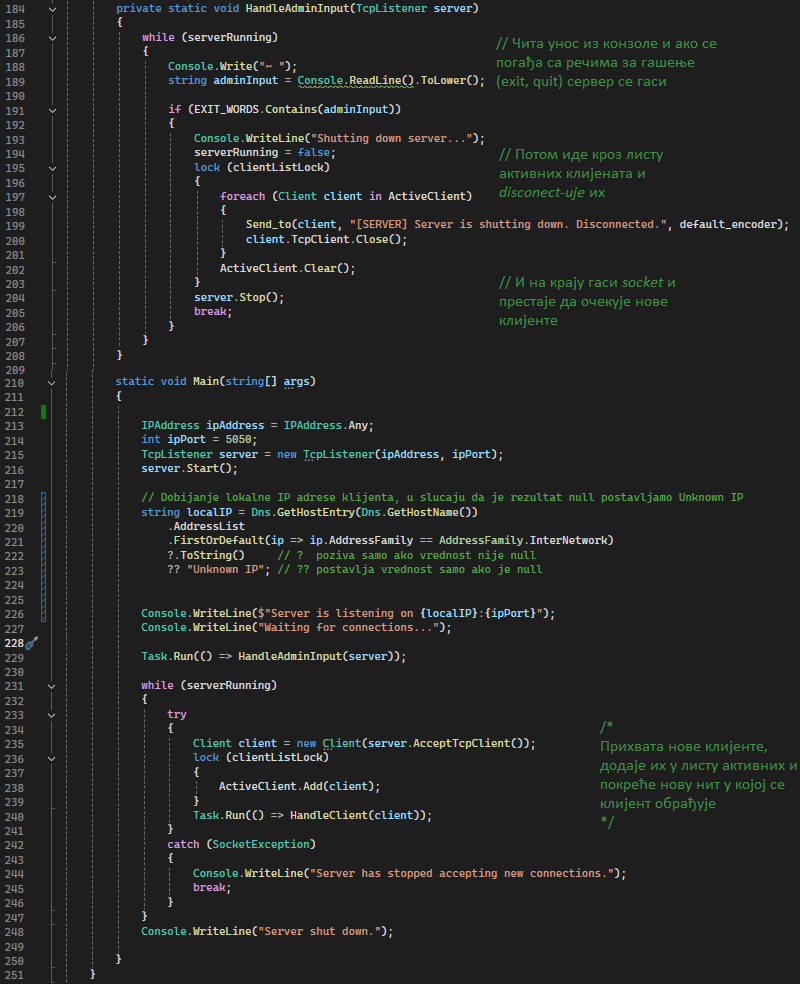 184 private static void HandleAdminInput(TcpListener server)
185 {
186 while (serverRunning)
187 {
188 Console.Write("~ ");
189 string adminInput = Console.ReadLine().ToLower();
190
191 if (EXIT_WORDS.Contains(adminInput))
192 {
193 Console.WriteLine("Shutting down server...");
194 serverRunning = false;
195 lock (clientListLock)
196 {
197 foreach (Client client in ActiveClient)
198 {
199 Send_to(client, "[SERVER] Server is shutting down. Disconnected.", default_encoder);
200 client.TcpClient.Close();
201 }
202 ActiveClient.Clear();
203 }
204 server.Stop();
205 break;
206 }
207 }
208 }
209
210 static void Main(string[] args)
211 {
212
213 IPAddress ipAddress = IPAddress.Any;
214 int ipPort = 5050;
215 TcpListener server = new TcpListener(ipAddress, ipPort);
216 server.Start();
217
218 // Dobijanje lokalne IP adrese klijenta, u slucaju da je rezultat null postavljamo Unknown IP
219 string localIP = Dns.GetHostEntry(Dns.GetHostName())
220 .AddressList
221 .FirstOrDefault(ip => ip.AddressFamily == AddressFamily.InterNetwork)
222 ?.ToString() // ? poziva samo ako vrednost nije null
223 ?? "Unknown IP"; // ?? postavlja vrednost samo ako je null
224
225
226 Console.WriteLine($"Server is listening on {localIP}:{ipPort}");
227 Console.WriteLine("Waiting for connections...");
228
229 Task.Run(() => HandleAdminInput(server));
230
231 while (serverRunning)
232 {
233 try
234 {
235 Client client = new Client(server.AcceptTcpClient());
236 lock (clientListLock)
237 {
238 ActiveClient.Add(client);
239 }
240 Task.Run(() => HandleClient(client));
241 }
242 catch (SocketException)
243 {
244 Console.WriteLine("Server has stopped accepting new connections.");
245 break;
246 }
247 }
248 Console.WriteLine("Server shut down.");
249
250 }
251 }
// Чита унос из конзоле и ако се
погађа са речима за гашење
(exit, quit) сервер се гаси
// Потом иде кроз листу
активних клијената и
disconect-uje их
// И на крају гаси socket и
престаје да очекује нове
клијенте
/*
Прихвата нове клијенте,
додаје их у листу активних и
покреће нову нит у којој се
клијент обрађује
*/